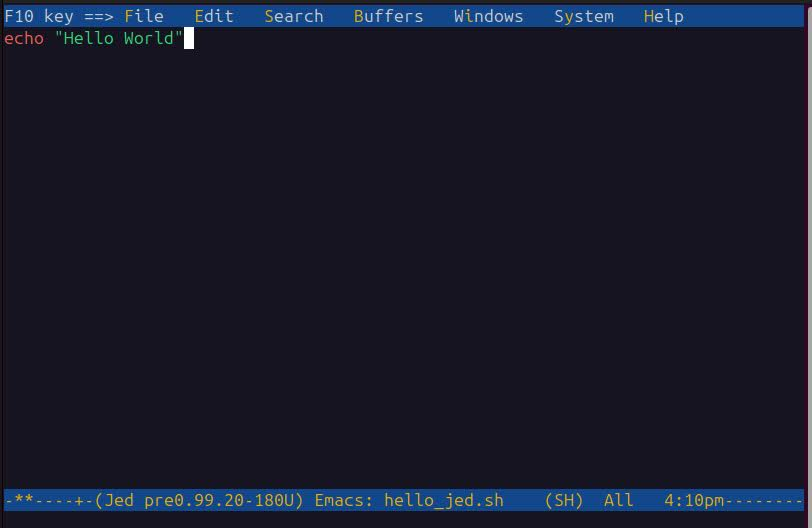 F10 key ==> File   Edit   Search   Buffers   Windows   System   Help
echo "Hello World"
-**----+-(Jed pre0.99.20-180U) Emacs: hello_jed.sh    (SH)  All   4:10pm--------